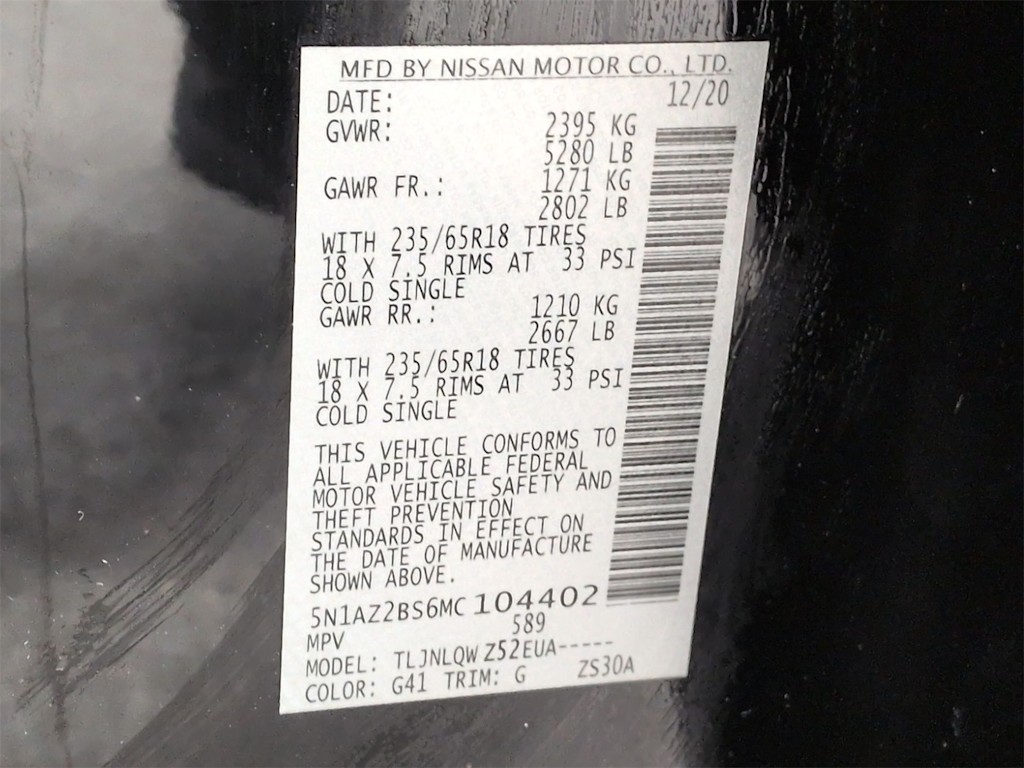 MFD BY NISSAN MOTOR CO., LTD.
DATE: 12/20
GVWR: 2395 KG
5280 LB
GAWR FR.: 1271 KG
2802 LB
WITH 235/65R18 TIRES
18 X 7.5 RIMS AT 33 PSI
COLD SINGLE
GAWR RR.: 1210 KG
2667 LB
WITH 235/65R18 TIRES
18 X 7.5 RIMS AT 33 PSI
COLD SINGLE
THIS VEHICLE CONFORMS TO
ALL APPLICABLE FEDERAL
MOTOR VEHICLE SAFETY AND
THEFT PREVENTION
STANDARDS IN EFFECT ON
THE DATE OF MANUFACTURE
SHOWN ABOVE.
5N1AZ2BS6MC 104402
MPV 589
MODEL: TLJNLQW Z52EUA-----
COLOR: G41 TRIM: G ZS30A